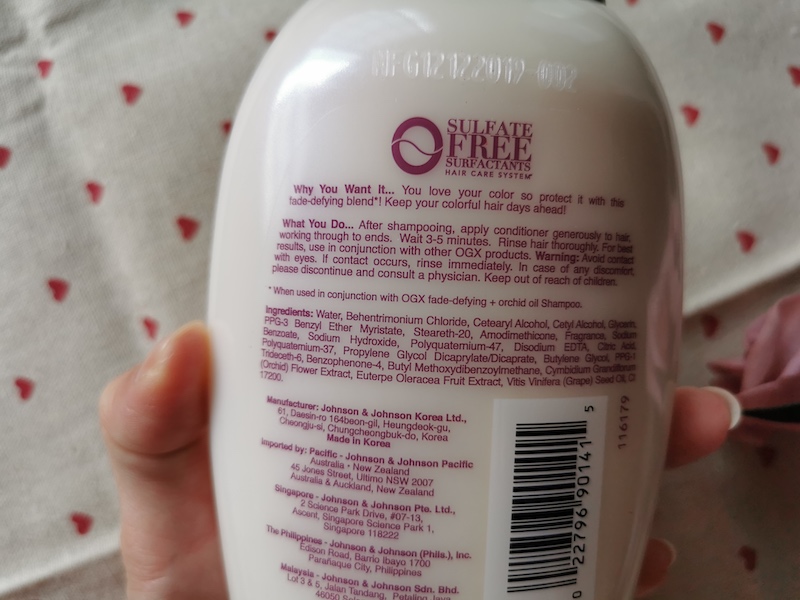 MFG12122019 002
SULFATE
FREE
SURFACTANTS
HAIR CARE SYSTEM
Why You Want It... You love your color so protect it with this
fade-defying blend*! Keep your colorful hair days ahead!
What You Do... After shampooing, apply conditioner generously to hair,
working through to ends. Wait 3-5 minutes. Rinse hair thoroughly. For best
results, use in conjunction with other OGX products. Warning: Avoid contact
with eyes. If contact occurs, rinse immediately. In case of any discomfort,
please discontinue and consult a physician. Keep out of reach of children.
* When used in conjunction with OGX fade-defying + orchid oil Shampoo.
Ingredients: Water, Behentrimonium Chloride, Cetearyl Alcohol, Cetyl Alcohol, Glycerin,
PPG-3 Benzyl Ether Myristate, Steareth-20, Amodimethicone, Fragrance, Sodium
Benzoate, Sodium Hydroxide, Polyquaternium-47, Disodium EDTA, Citric Acid,
Polyquaternium-37, Propylene Glycol Dicaprylate/Dicaprate, Butylene Glycol, PPG-1
Trideceth-6, Benzophenone-4, Butyl Methoxydibenzoylmethane, Cymbidium Grandiflorum
(Orchid) Flower Extract, Euterpe Oleracea Fruit Extract, Vitis Vinifera (Grape) Seed Oil, CI
17200.
Manufacturer: Johnson & Johnson Korea Ltd.,
61, Daesin-ro 164beon-gil, Heungdeok-gu,
Cheongju-si, Chungcheongbuk-do, Korea
Made in Korea
Imported by: Pacific - Johnson & Johnson Pacific
Australia • New Zealand
45 Jones Street, Ultimo NSW 2007
Australia & Auckland, New Zealand
Singapore - Johnson & Johnson Pte. Ltd.,
2 Science Park Drive, #07-13,
Ascent, Singapore Science Park 1,
Singapore 118222
The Philippines - Johnson & Johnson (Phils.), Inc.
Edison Road, Barrio Ibayo 1700
Parañaque City, Philippines
Malaysia - Johnson & Johnson Sdn. Bhd.
Lot 3 & 5, Jalan Tandang, Petaling Jaya
46050
0 22796 90141 5
116179